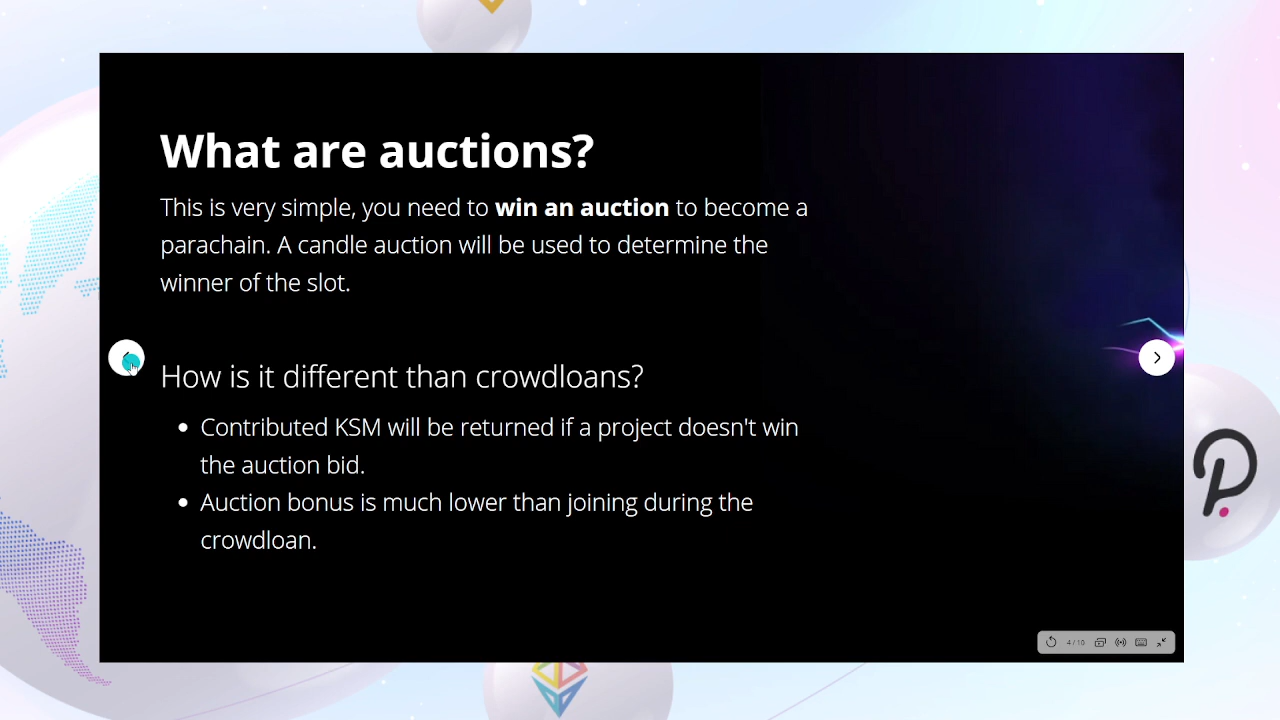 What are auctions?
This is very simple, you need to win an auction to become a
parachain. A candle auction will be used to determine the
winner of the slot.
How is it different than crowdloans?
• Contributed KSM will be returned if a project doesn't win
the auction bid.
• Auction bonus is much lower than joining during the
crowdloan.
4 / 10